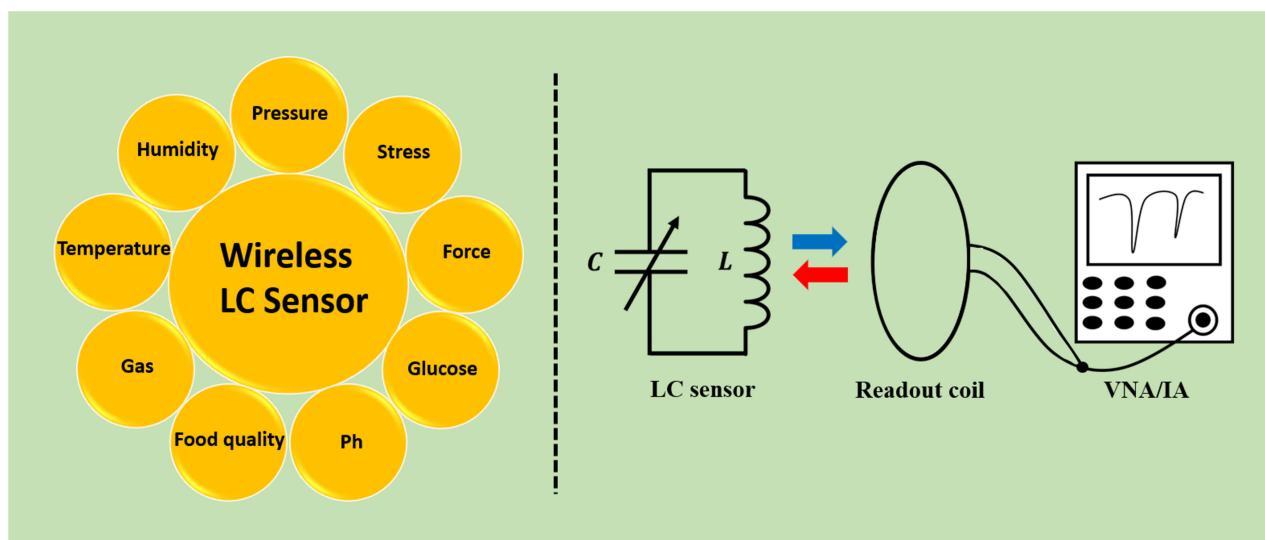 Pressure
Humidity
Stress
Temperature
Wireless
LC Sensor
Force
Gas
Glucose
Food quality
Ph
C
L
LC sensor
Readout coil
VNA/IA